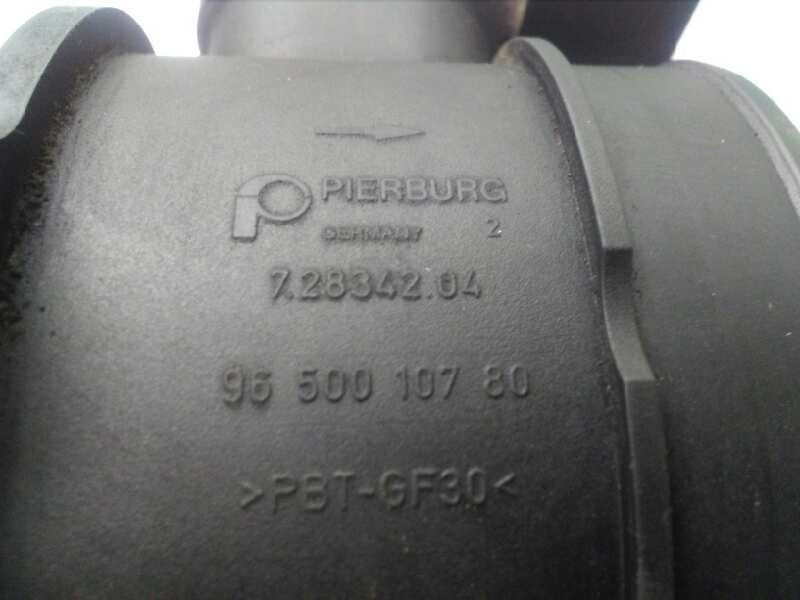 PIERBURG
GERMANY 2
7.28342.04
96 500 107 80
>PBT-GF30<